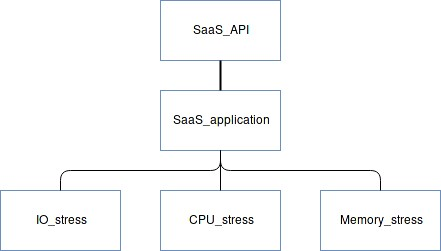 SaaS_API
SaaS_application
IO_stress
CPU_stress
Memory_stress